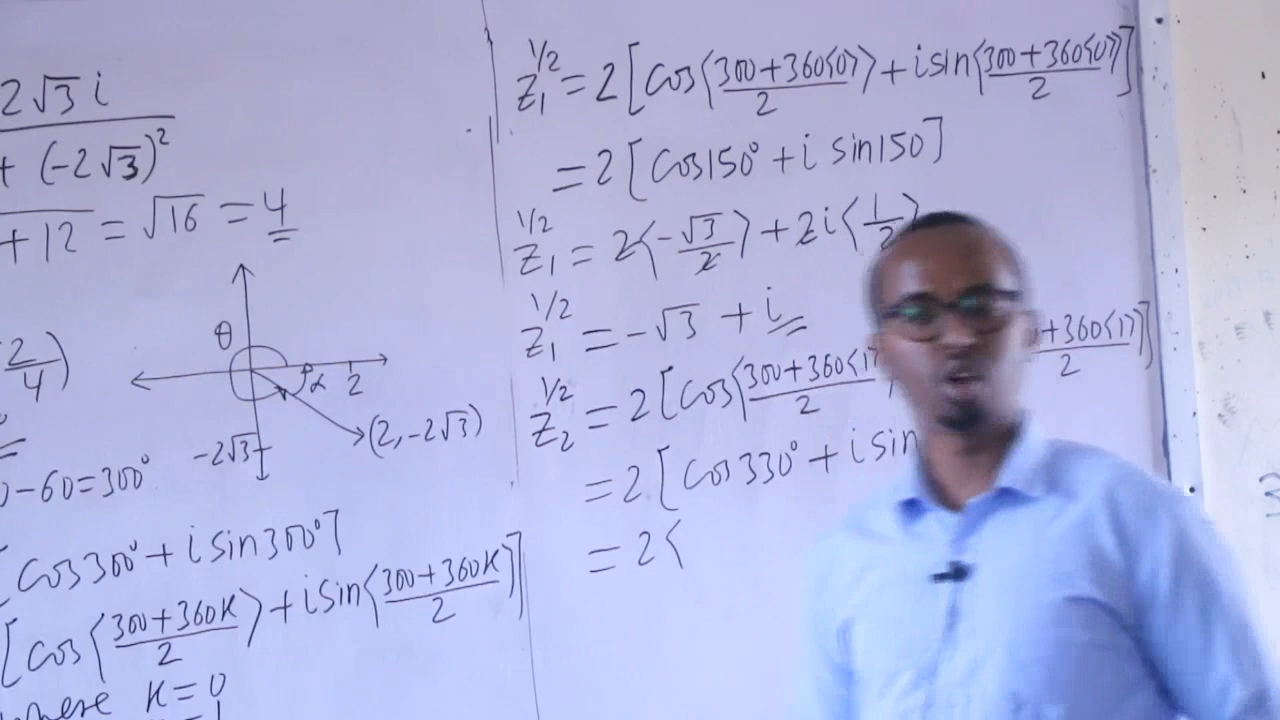 2√3 i
+ (-2√3)²
+ 12 = √16 = 4
2/4)
θ
α
2
(2, -2√3)
-2√3
-60=300°
[Cos300°+ i sin300°]
[Cos(300+360K/2)+isin(300+360K/2)]
where K=0
Z₁^1/2 = 2[Cos(300+360(0)/2)+isin(300+360(0)/2)]
=2[Cos150°+i sin150]
Z₁^1/2 = 2(-√3/2)+2i(1/2)
Z₁^1/2 = -√3 + i
Z₂^1/2 = 2[Cos(300+360(1 +360(1)/2)]
=2[Cos330°+ i sin
= 2(